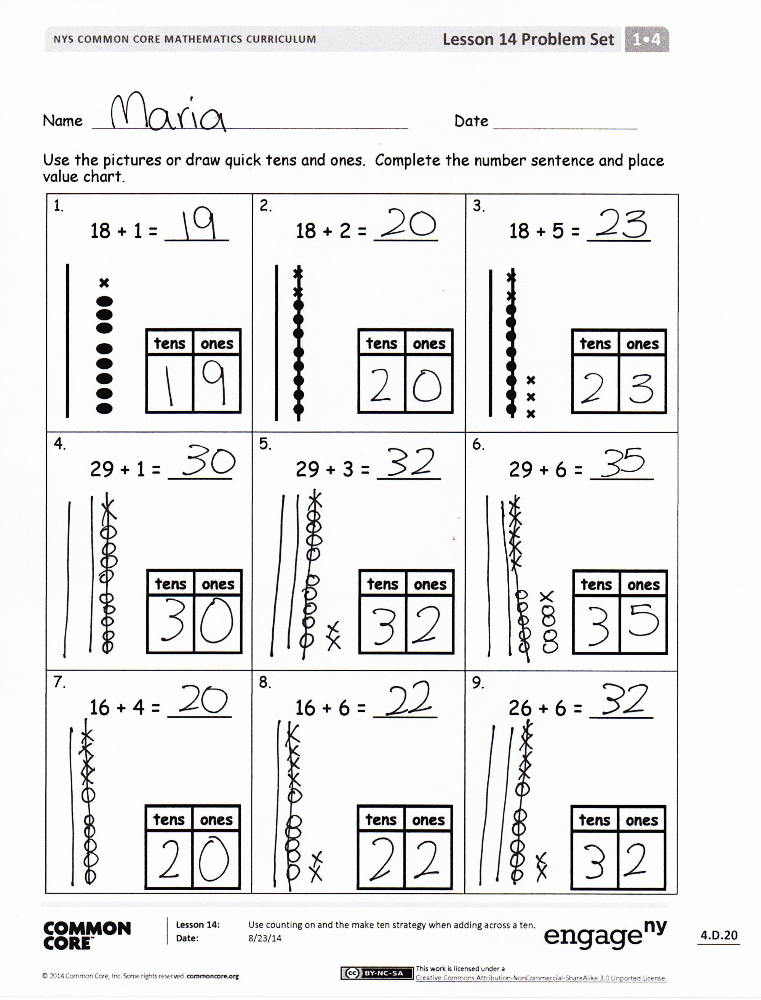 NYS COMMON CORE MATHEMATICS CURRICULUM Lesson 14 Problem Set 1•4
Name Maria Date
Use the pictures or draw quick tens and ones. Complete the number sentence and place
value chart.
1. 2. 3.
18 + 1 = 19 18 + 2 = 20 18 + 5 = 23
tens ones tens ones tens ones
1 9 2 0 2 3
4. 5. 6.
29 + 1 = 30 29 + 3 = 32 29 + 6 = 35
tens ones tens ones tens ones
3 0 3 2 3 5
7. 8. 9.
16 + 4 = 20 16 + 6 = 22 26 + 6 = 32
tens ones tens ones tens ones
2 0 2 2 3 2
COMMON CORE™
Lesson 14: Use counting on and the make ten strategy when adding across a ten.
Date: 8/23/14
engage ny
4.D.20
© 2014 Common Core, Inc. Some rights reserved. commoncore.org
cc BY-NC-SA
This work is licensed under a
Creative Commons Attribution-NonCommercial-ShareAlike 3.0 Unported License.